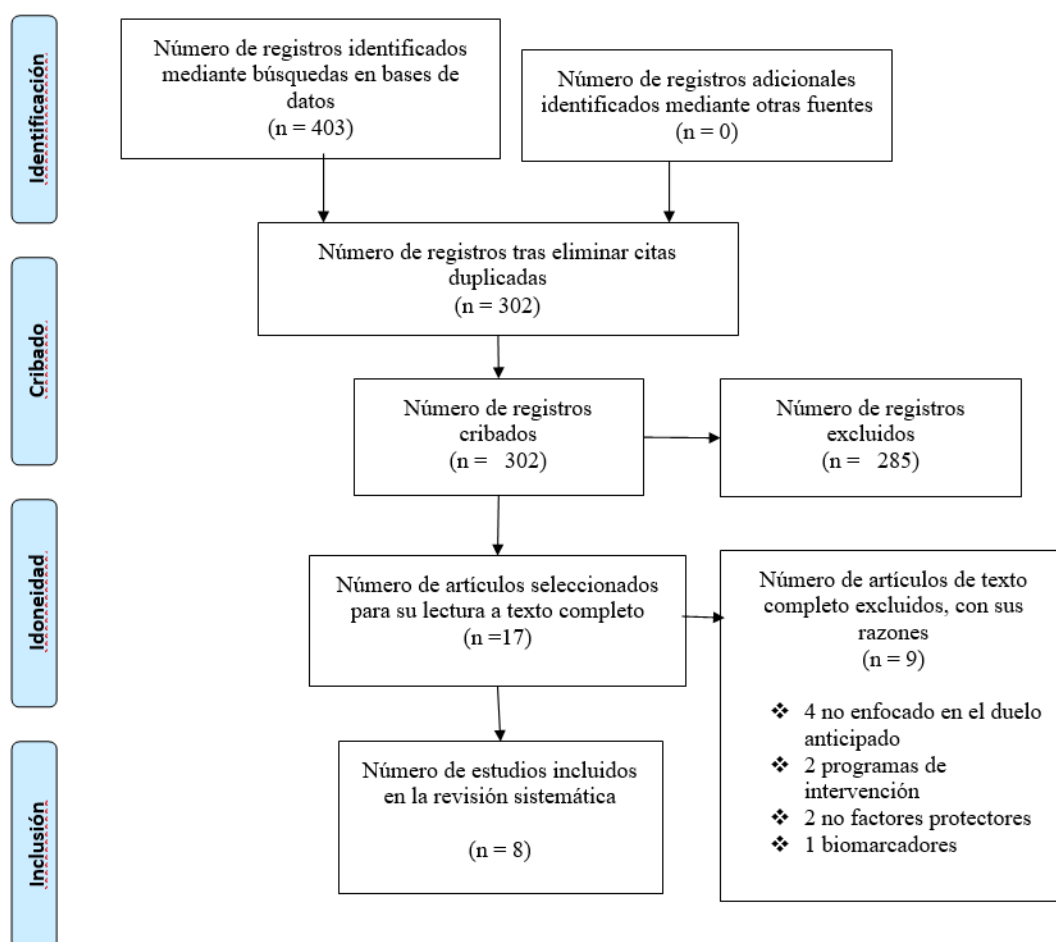 Identificación
Número de registros identificados
mediante búsquedas en bases de
datos
(n = 403)
Número de registros adicionales
identificados mediante otras fuentes
(n = 0)
Número de registros tras eliminar citas
duplicadas
(n = 302)
Cribado
Número de registros
cribados
(n = 302)
Número de registros
excluidos
(n = 285)
Idoneidad
Número de artículos seleccionados
para su lectura a texto completo
(n =17)
Número de artículos de texto
completo excluidos, con sus
razones
(n = 9)
❖ 4 no enfocado en el duelo
anticipado
❖ 2 programas de
intervención
❖ 2 no factores protectores
❖ 1 biomarcadores
Inclusión
Número de estudios incluidos
en la revisión sistemática
(n = 8)